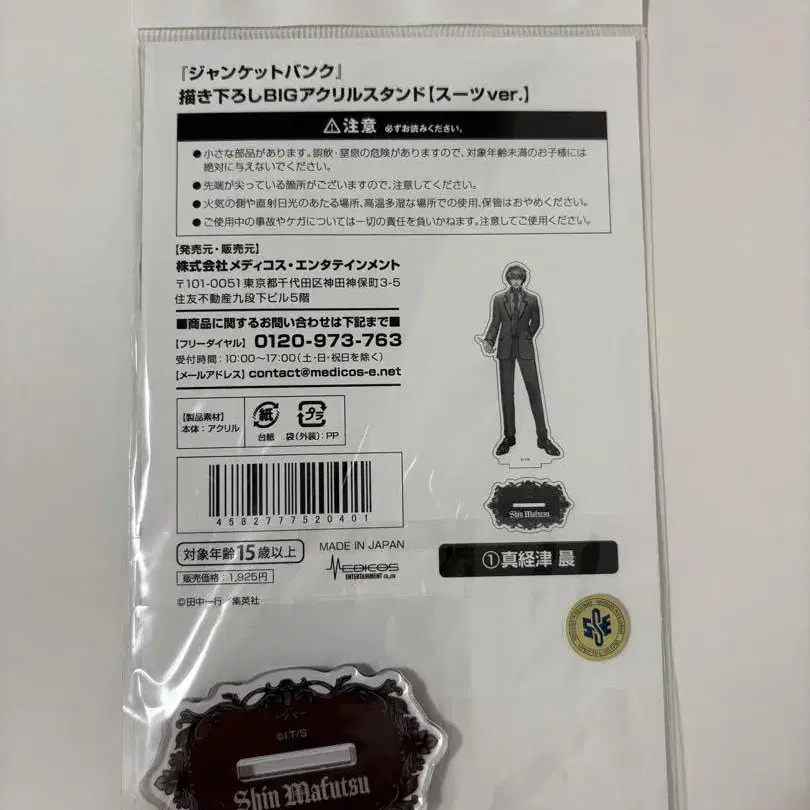 『ジャンケットバンク』
描き下ろしBIGアクリルスタンド【スーツver.】
⚠注意 必ずお読みください。
●小さな部品があります。誤飲・窒息の危険がありますので、対象年齢未満のお子様には
絶対に与えないでください。
●先端が尖っている箇所がございますので、注意してください。
●火気の側や直射日光のあたる場所、高温多湿な場所での使用、保管はおやめください。
●ご使用中の事故やケガについては一切の責任を負いかねます。注意してご使用ください。
【発売元・販売元】
株式会社メディコス・エンタテインメント
〒101-0051 東京都千代田区神田神保町3-5
住友不動産九段下ビル5階
■商品に関するお問い合わせは下記まで■
【フリーダイヤル】 0120-973-763
受付時間：10:00〜17:00（土・日・祝日を除く）
【メールアドレス】 contact@medicos-e.net
【製品素材】
本体：アクリル
紙
台紙
プラ
袋（外装）：PP
4582777520401
対象年齢15歳以上
MADE IN JAPAN
MEDICOS
ENTERTAINMENT co.,LTD
販売価格：1,925円
©田中一行／集英社
Shin Mafutsu
①真経津 晨
SSE
©I.T/S
Shin Mafutsu